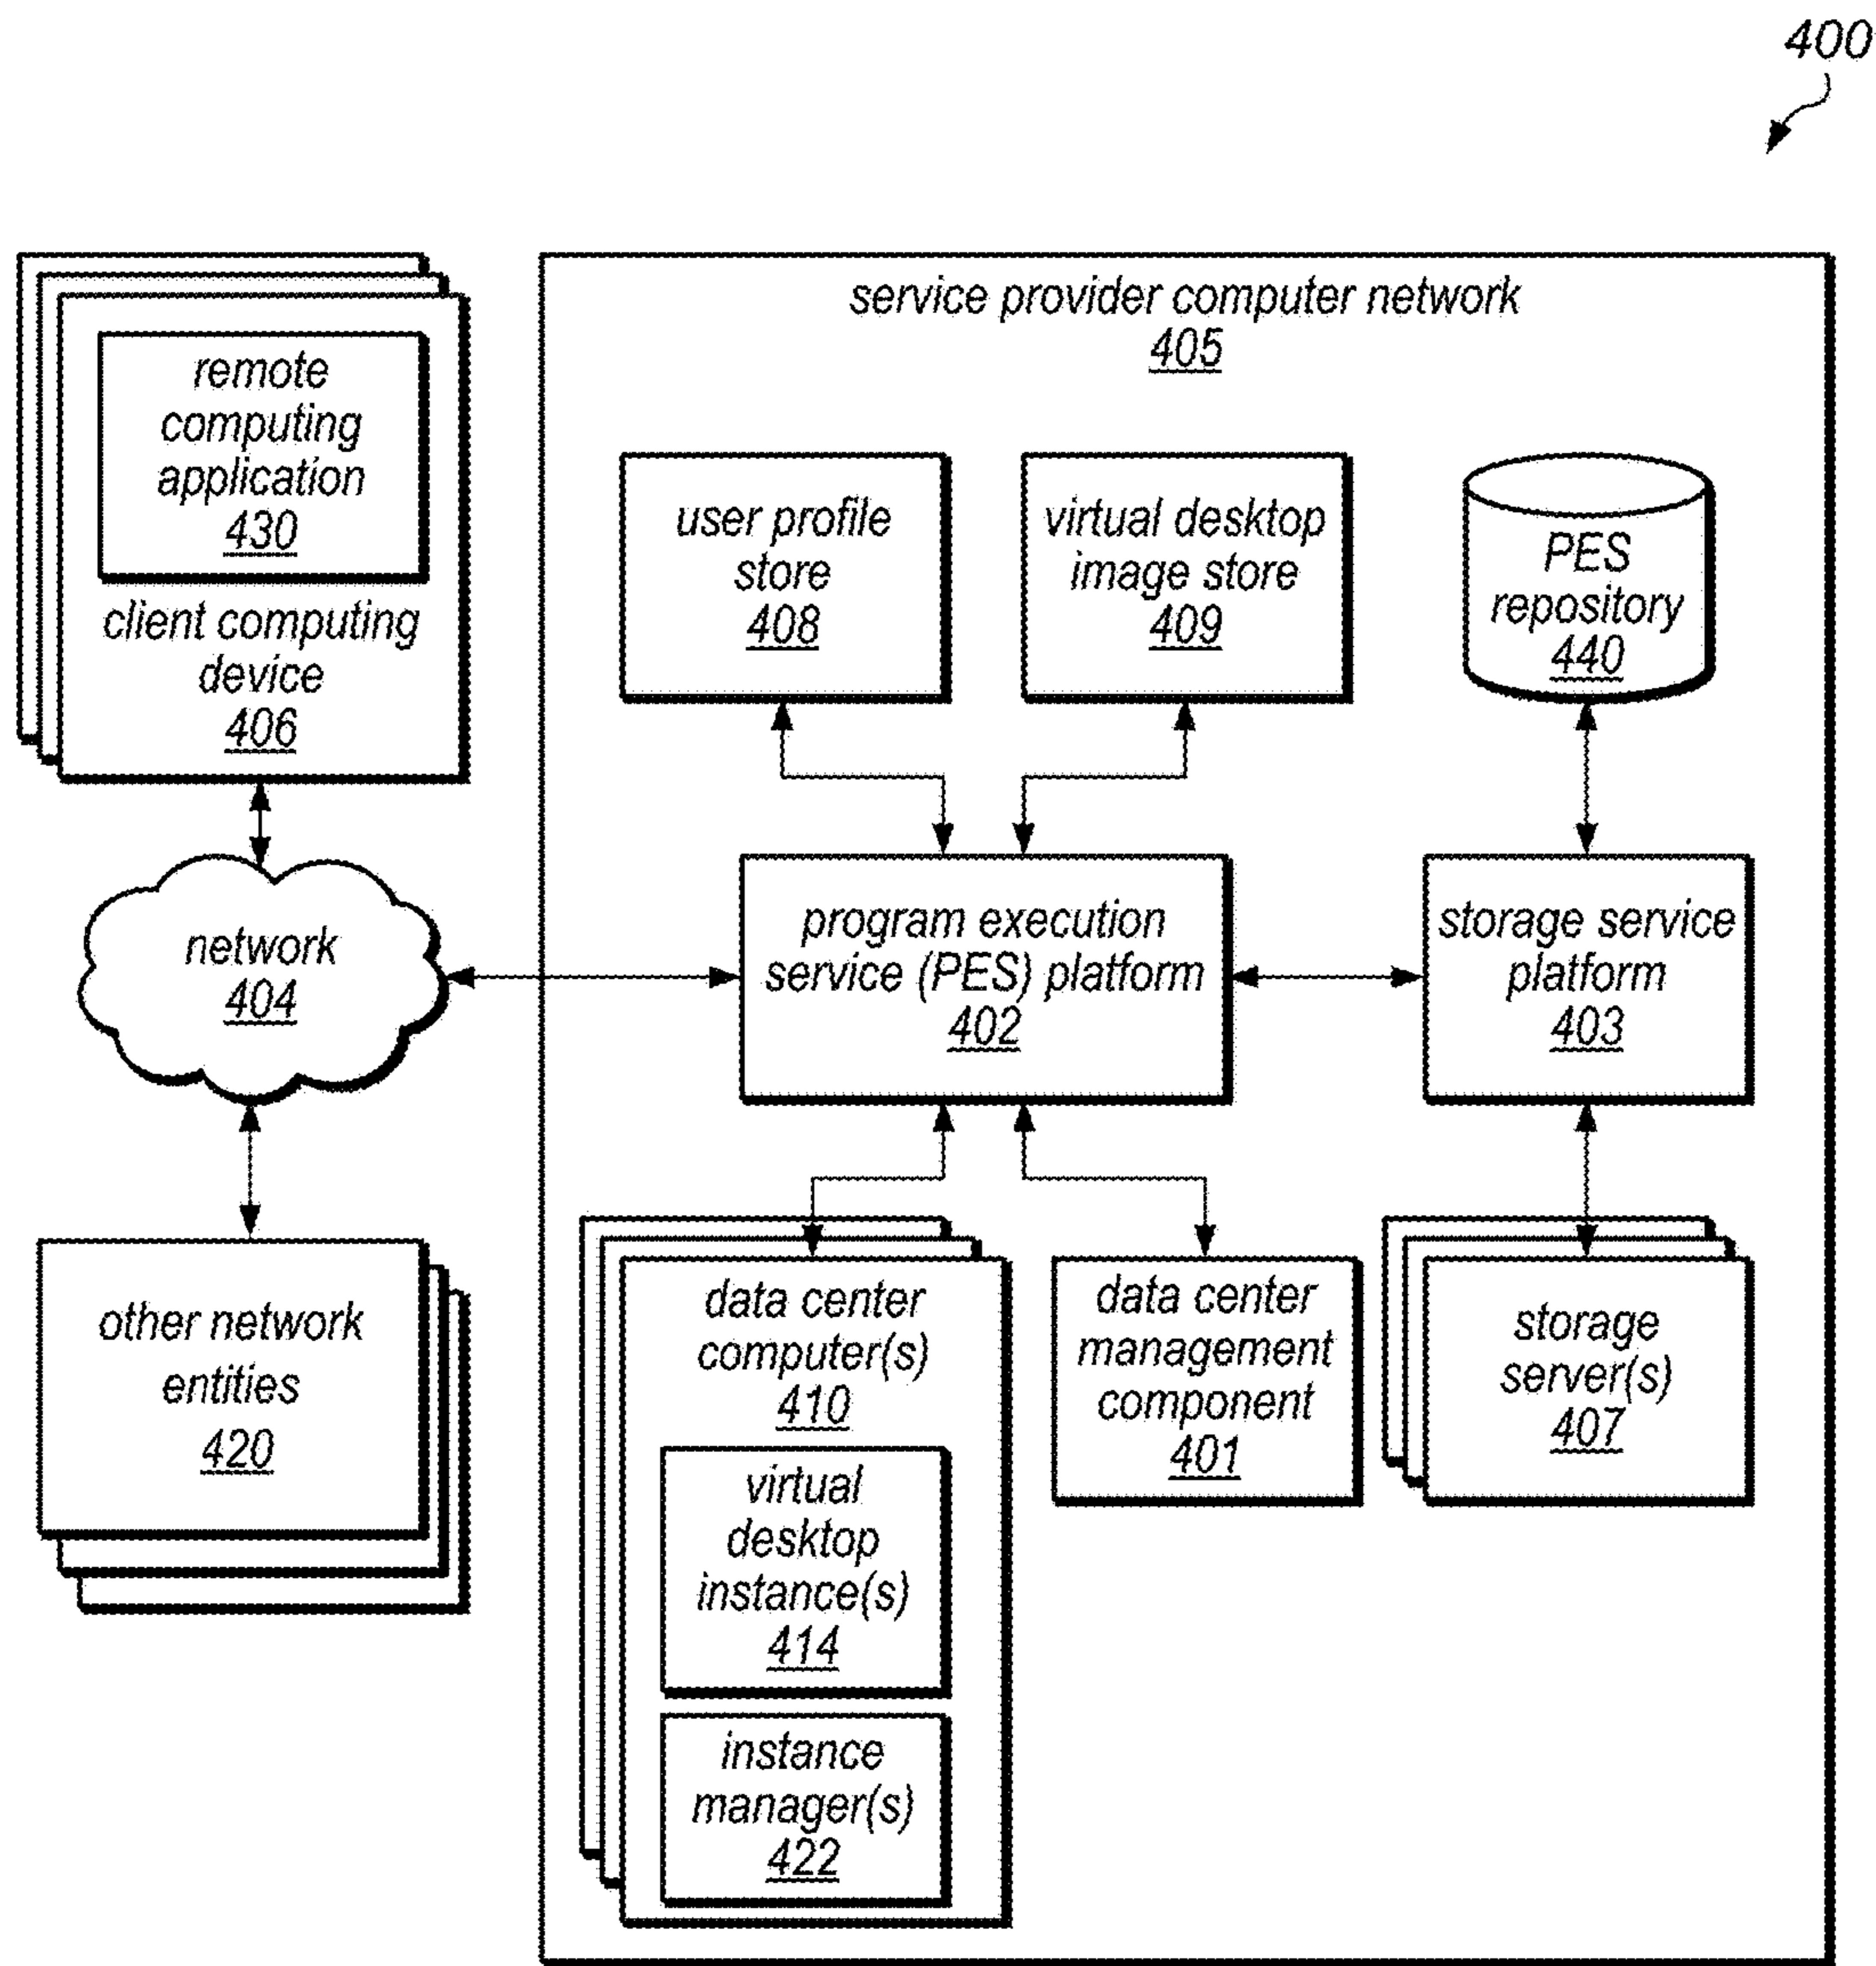 400
remote
computing
application
430
client computing
device
406
service provider computer network
405
user profile
store
408
virtual desktop
image store
409
PES
repository
440
network
404
program execution
service (PES) platform
402
storage service
platform
403
other network
entities
420
data center
computer(s)
410
virtual
desktop
instance(s)
414
instance
manager(s)
422
data center
management
component
401
storage
server(s)
407